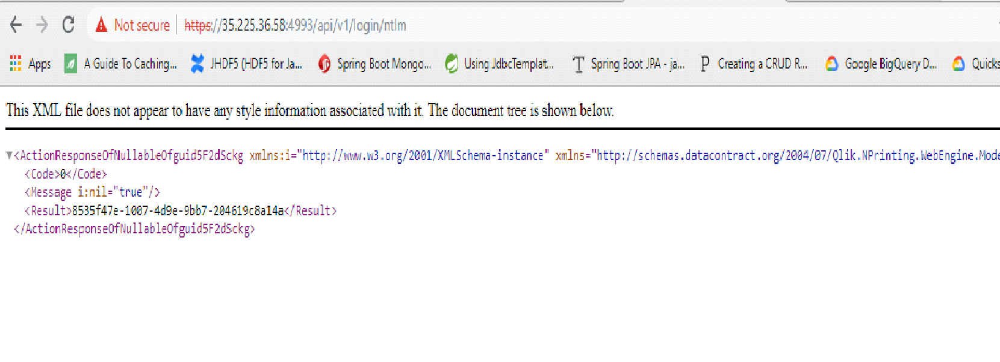 Not secure https://35.225.36.58:4993/api/v1/login/ntlm
Apps A Guide To Caching... JHDF5 (HDF5 for Ja... Spring Boot Mongo... Using JdbcTemplat... Spring Boot JPA - ja... Creating a CRUD R... Google BigQuery D... Quicks
This XML file does not appear to have any style information associated with it. The document tree is shown below.
▼<ActionResponseOfNullableOfguid5F2dSckg xmlns:i="http://www.w3.org/2001/XMLSchema-instance" xmlns="http://schemas.datacontract.org/2004/07/Qlik.NPrinting.WebEngine.Mode
<Code>0</Code>
<Message i:nil="true"/>
<Result>8535f47e-1007-4d9e-9bb7-204619c8a14a</Result>
</ActionResponseOfNullableOfguid5F2dSckg>